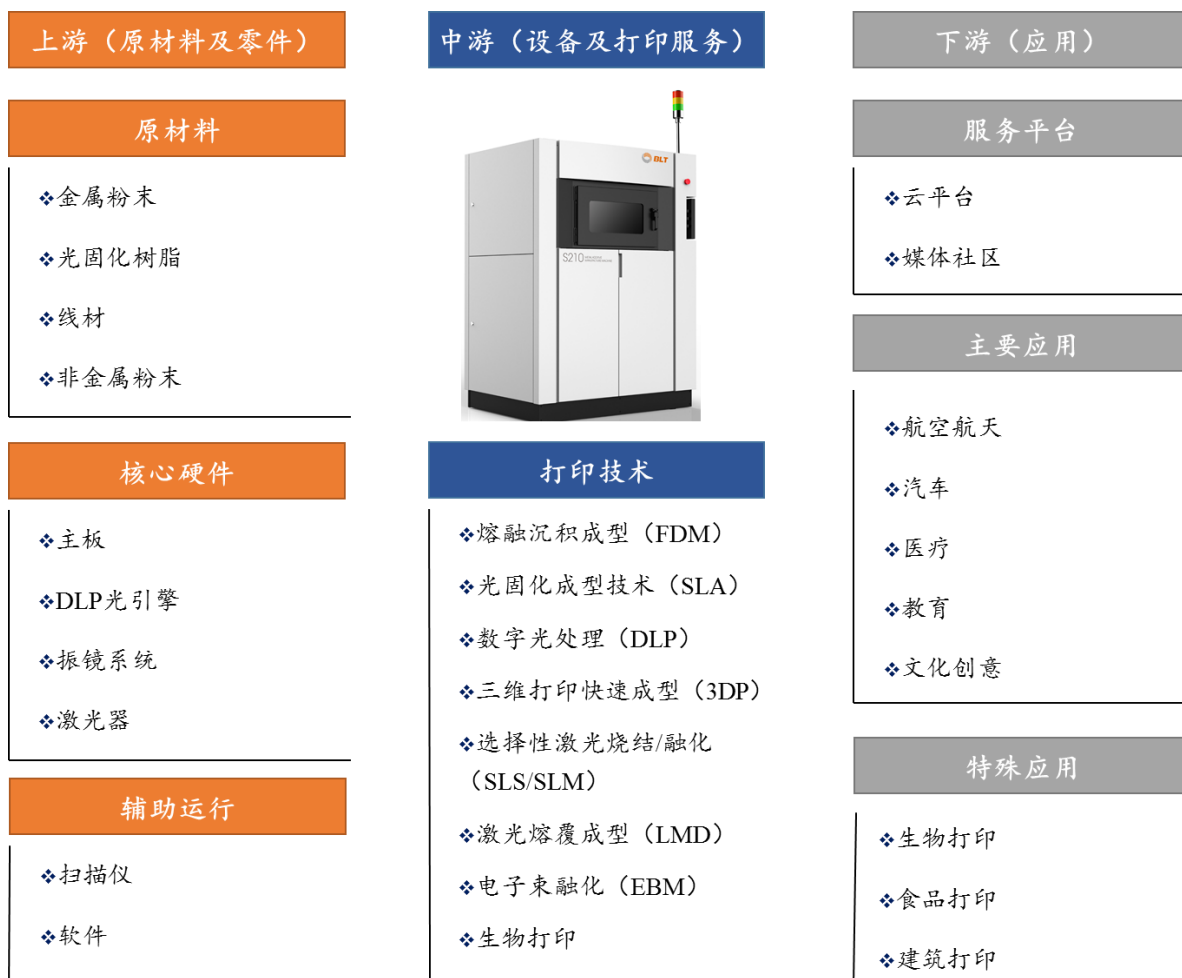 上游（原材料及零件）
原材料
❖金属粉末
❖光固化树脂
❖线材
❖非金属粉末
核心硬件
❖主板
❖DLP光引擎
❖振镜系统
❖激光器
辅助运行
❖扫描仪
❖软件
中游（设备及打印服务）
BLT
S210
打印技术
❖熔融沉积成型（FDM）
❖光固化成型技术（SLA）
❖数字光处理（DLP）
❖三维打印快速成型（3DP）
❖选择性激光烧结/融化
（SLS/SLM）
❖激光熔覆成型（LMD）
❖电子束融化（EBM）
❖生物打印
下游（应用）
服务平台
❖云平台
❖媒体社区
主要应用
❖航空航天
❖汽车
❖医疗
❖教育
❖文化创意
特殊应用
❖生物打印
❖食品打印
❖建筑打印